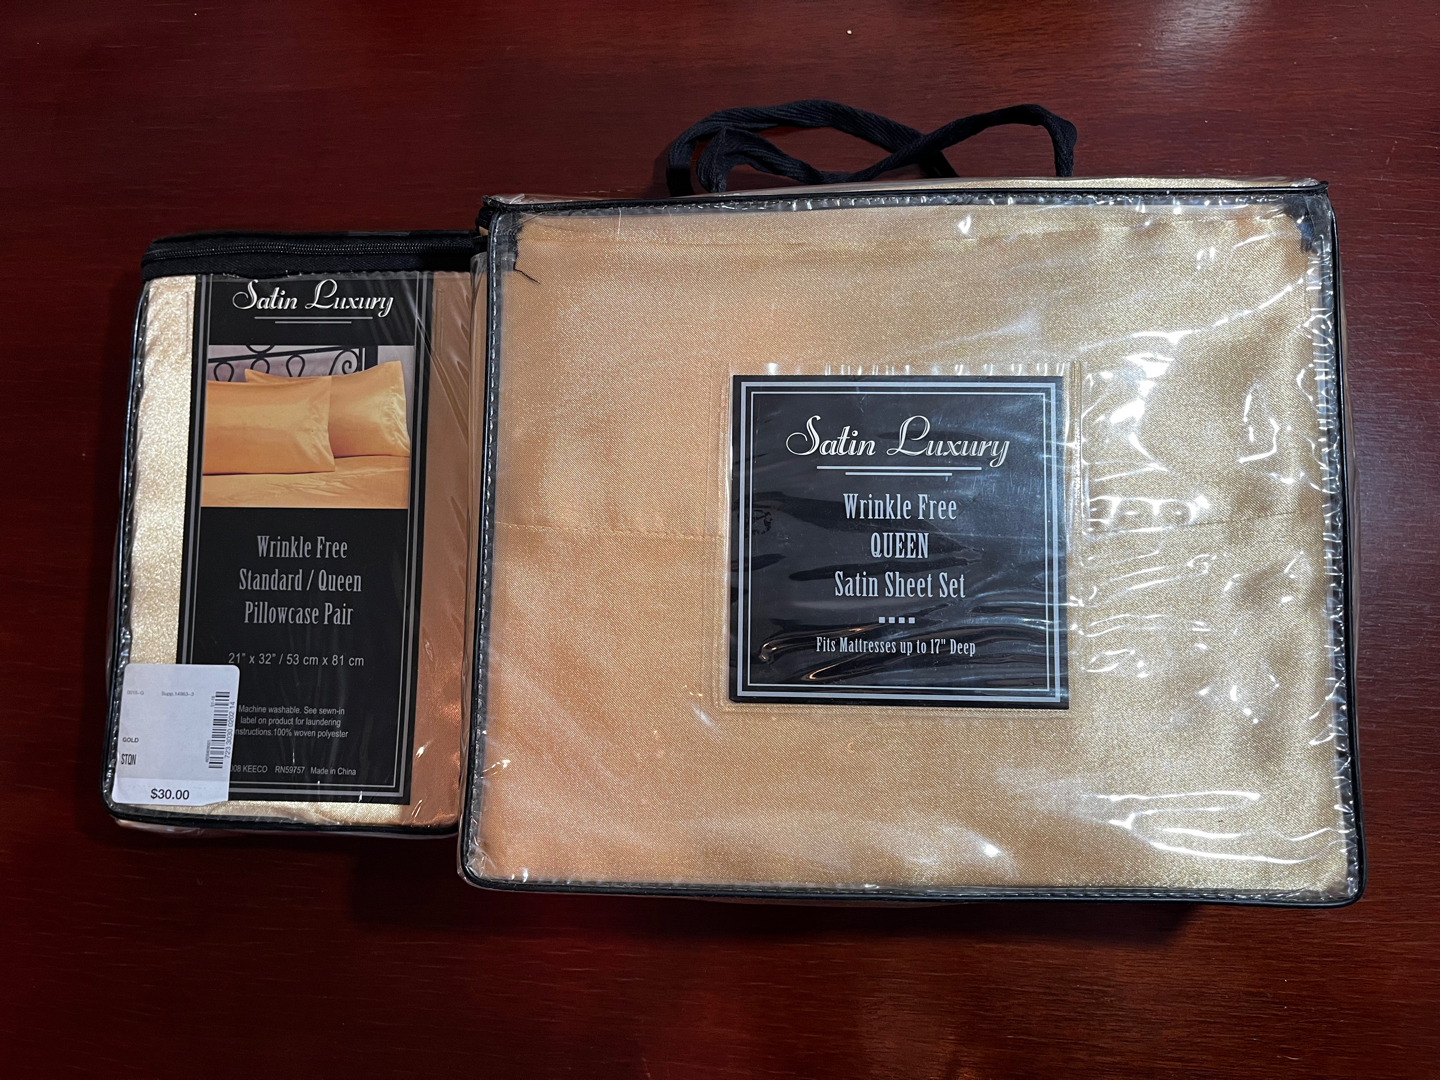 Satin Luxury
Wrinkle Free
Standard / Queen
Pillowcase Pair
21" x 32" / 53 cm x 81 cm
Machine washable. See sewn-in
label on product for laundering
instructions.100% woven polyester
KEECO RN59757 Made in China
GOLD
STQN
$30.00
Satin Luxury
Wrinkle Free
QUEEN
Satin Sheet Set
Fits Mattresses up to 17" Deep